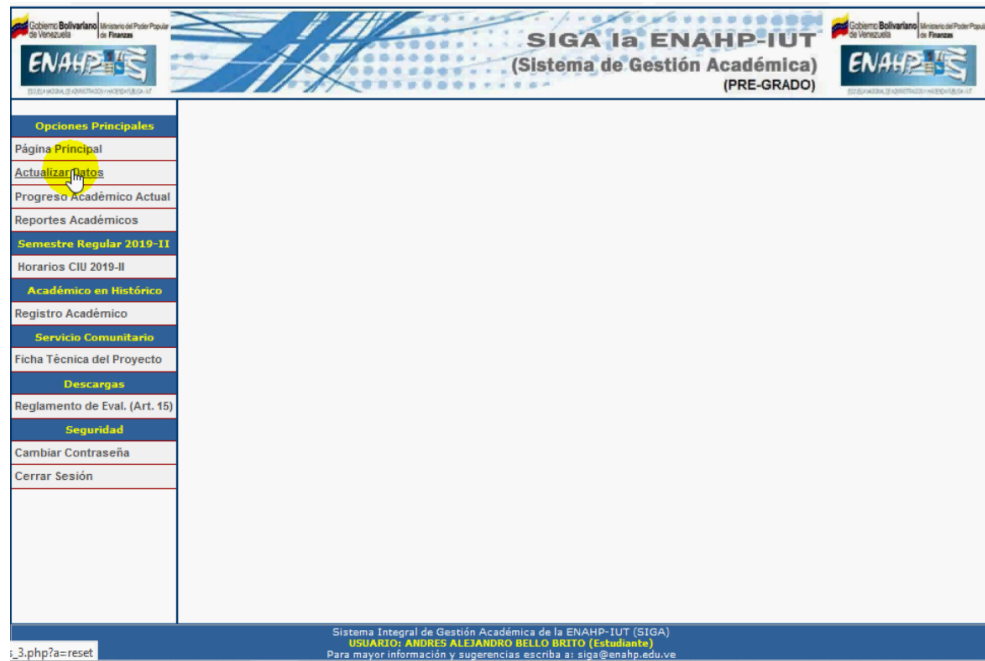 Gobierno Bolivariano Ministerio del Poder Popular
de Venezuela de Finanzas
ENAHP
SIGA la ENAHP-IUT
(Sistema de Gestión Académica)
(PRE-GRADO)
Gobierno Bolivariano Ministerio del Poder Popular
de Venezuela de Finanzas
ENAHP
Opciones Principales
Página Principal
Actualizar Datos
Progreso Académico Actual
Reportes Académicos
Semestre Regular 2019-II
Horarios CIU 2019-II
Académico en Histórico
Registro Académico
Servicio Comunitario
Ficha Técnica del Proyecto
Descargas
Reglamento de Eval. (Art. 15)
Seguridad
Cambiar Contraseña
Cerrar Sesión
Sistema Integral de Gestión Académica de la ENAHP-IUT (SIGA)
USUARIO: ANDRES ALEJANDRO BELLO BRITO (Estudiante)
Para mayor información y sugerencias escriba a: siga@enahp.edu.ve
s_3.php?a=reset